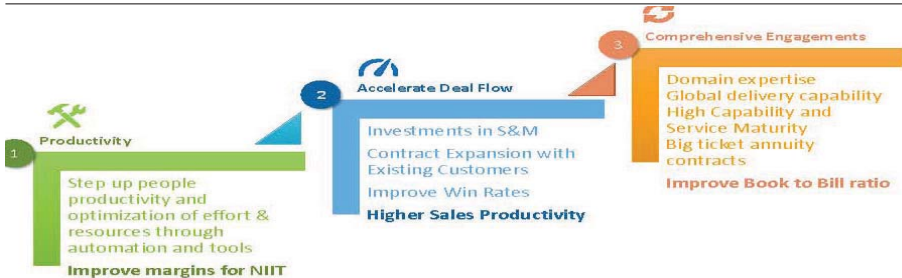 1
Productivity
Step up people
productivity and
optimization of effort &
resources through
automation and tools
Improve margins for NIIT
2
Accelerate Deal Flow
Investments in S&M
Contract Expansion with
Existing Customers
Improve Win Rates
Higher Sales Productivity
3
Comprehensive Engagements
Domain expertise
Global delivery capability
High Capability and
Service Maturity
Big ticket annuity
contracts
Improve Book to Bill ratio